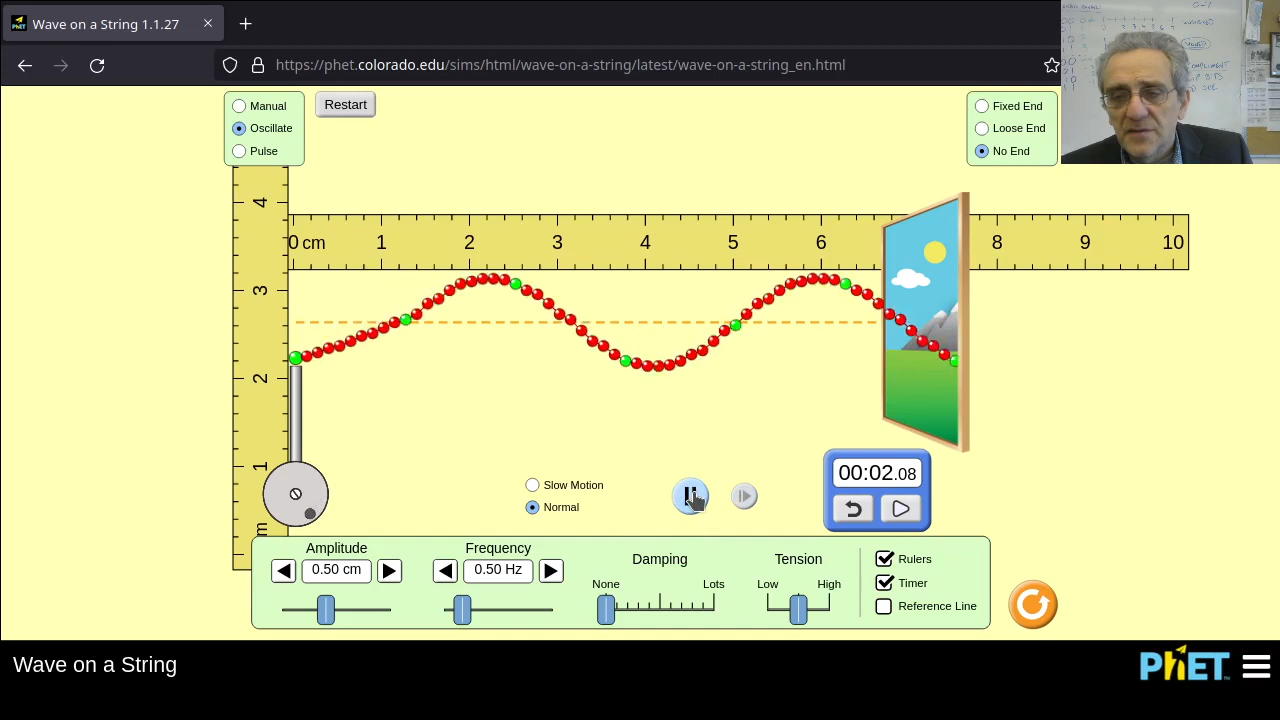 Wave on a String 1.1.27
https://phet.colorado.edu/sims/html/wave-on-a-string/latest/wave-on-a-string_en.html
Manual
Oscillate
Pulse
Restart
Fixed End
Loose End
No End
0 cm 1 2 3 4 5 6 8 9 10
4
3
2
1
Slow Motion
Normal
00:02.08
Amplitude
0.50 cm
Frequency
0.50 Hz
Damping
None Lots
Tension
Low High
Rulers
Timer
Reference Line
Wave on a String
PhET